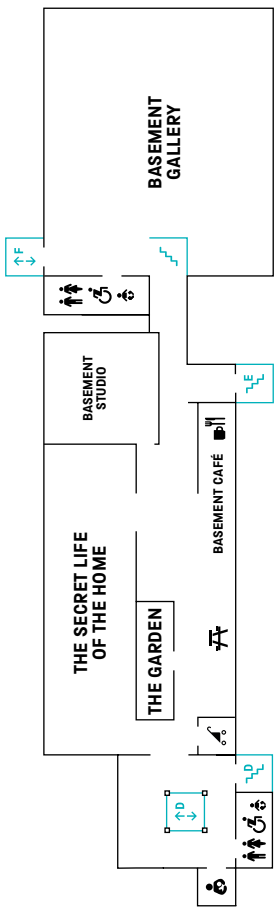 BASEMENT
GALLERY
F
BASEMENT
STUDIO
E
BASEMENT CAFÉ
THE SECRET LIFE
OF THE HOME
THE GARDEN
D
D